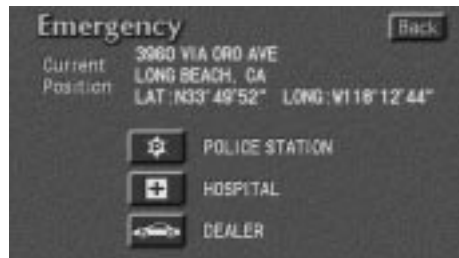 Emergency
Back
Current Position
3960 VIA ORO AVE
LONG BEACH, CA
LAT:N33°49'52" LONG:W118°12'44"
POLICE STATION
HOSPITAL
DEALER